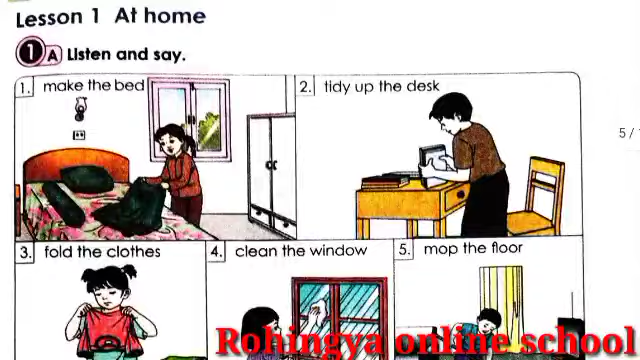 Lesson 1 At home
1 A Listen and say.
1. make the bed
2. tidy up the desk
5 /
3. fold the clothes
4. clean the window
5. mop the floor
Rohingya online school